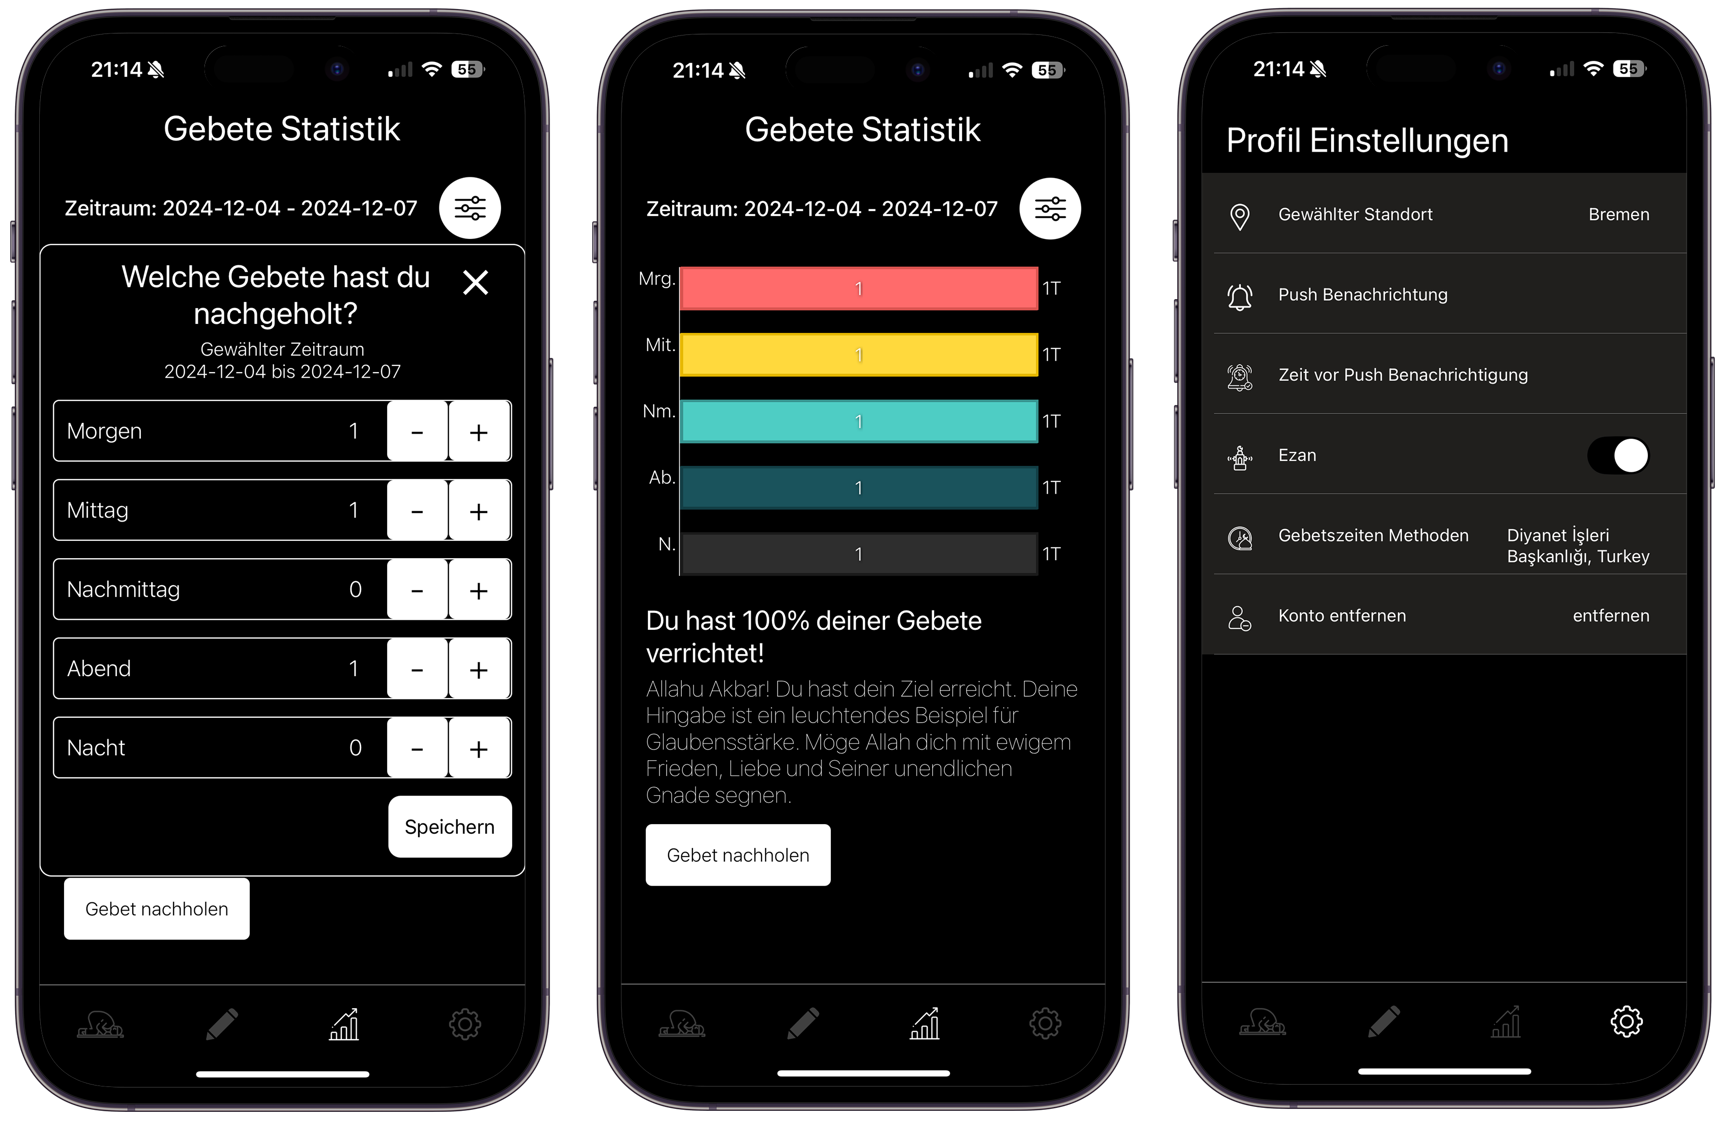 21:14
55
Gebete Statistik
Zeitraum: 2024-12-04 - 2024-12-07
Welche Gebete hast du
nachgeholt?
Gewählter Zeitraum
2024-12-04 bis 2024-12-07
Morgen 1 - +
Mittag 1 - +
Nachmittag 0 - +
Abend 1 - +
Nacht 0 - +
Speichern
Gebet nachholen
21:14
55
Gebete Statistik
Zeitraum: 2024-12-04 - 2024-12-07
Mrg. 1 1T
Mit. 1 1T
Nm. 1 1T
Ab. 1 1T
N. 1 1T
Du hast 100% deiner Gebete
verrichtet!
Allahu Akbar! Du hast dein Ziel erreicht. Deine
Hingabe ist ein leuchtendes Beispiel für
Glaubensstärke. Möge Allah dich mit ewigem
Frieden, Liebe und Seiner unendlichen
Gnade segnen.
Gebet nachholen
21:14
55
Profil Einstellungen
Gewählter Standort Bremen
Push Benachrichtung
Zeit vor Push Benachrichtigung
Ezan
Gebetszeiten Methoden Diyanet İşleri
Başkanlığı, Turkey
Konto entfernen entfernen